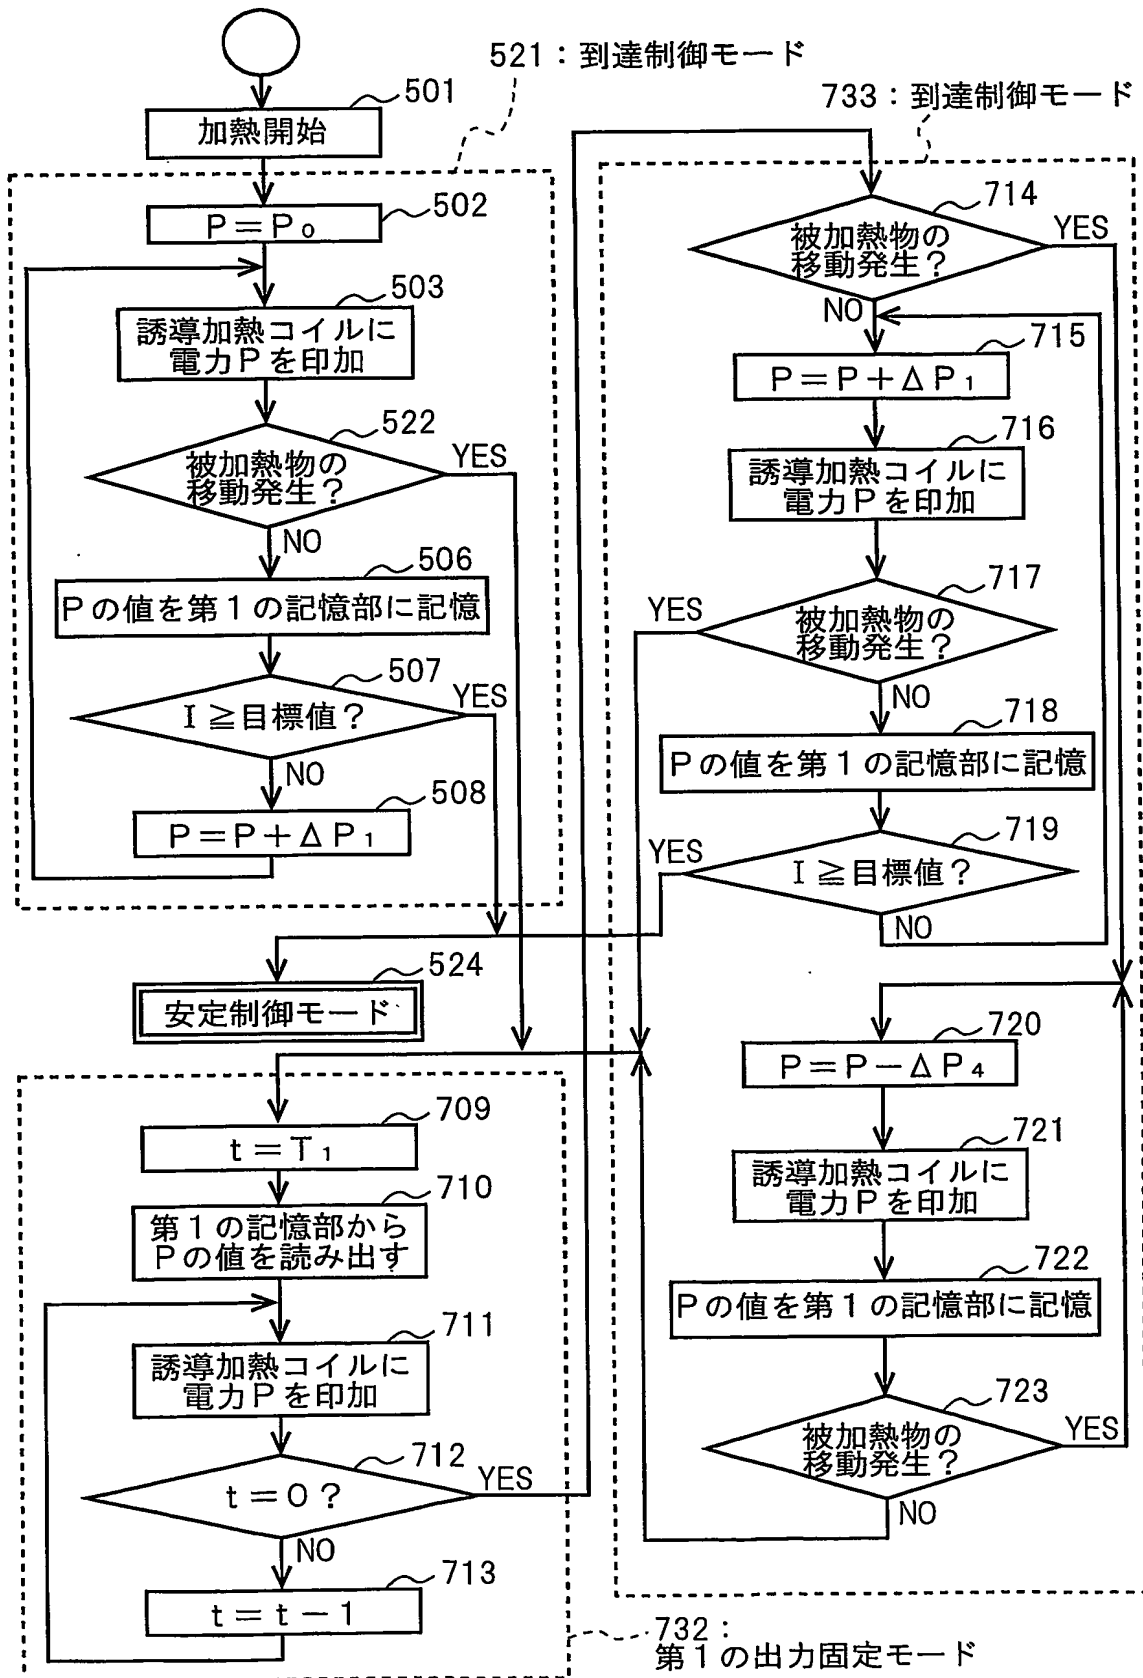 521：到達制御モード
501
加熱開始
502
P＝P₀
503
誘導加熱コイルに
電力Pを印加
522
被加熱物の
移動発生？
YES
NO
506
Pの値を第1の記憶部に記憶
507
I≧目標値？
YES
NO
508
P＝P＋ΔP₁
524
安定制御モード
709
t＝T₁
710
第1の記憶部から
Pの値を読み出す
711
誘導加熱コイルに
電力Pを印加
712
t＝0？
YES
NO
713
t＝t－1
732：
第1の出力固定モード
733：到達制御モード
714
被加熱物の
移動発生？
YES
NO
715
P＝P＋ΔP₁
716
誘導加熱コイルに
電力Pを印加
717
被加熱物の
移動発生？
YES
NO
718
Pの値を第1の記憶部に記憶
719
I≧目標値？
YES
NO
720
P＝P－ΔP₄
721
誘導加熱コイルに
電力Pを印加
722
Pの値を第1の記憶部に記憶
723
被加熱物の
移動発生？
YES
NO